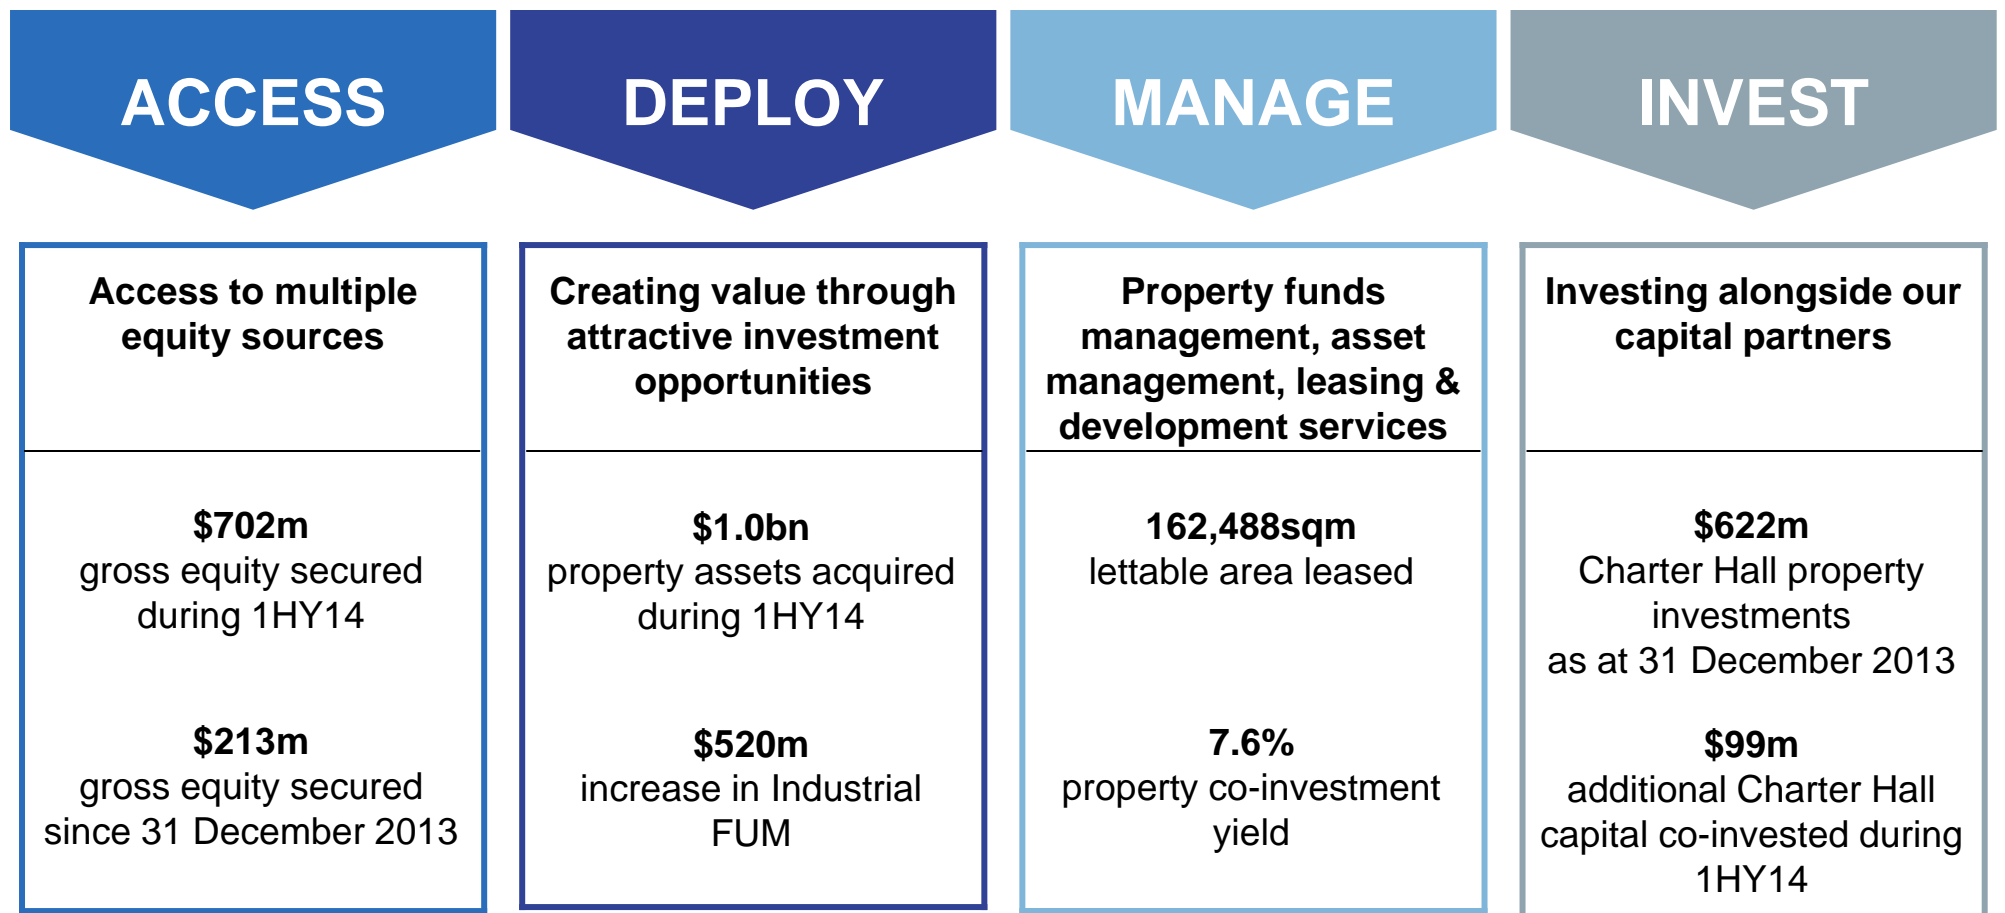 ACCESS
Access to multiple
equity sources
$702m
gross equity secured
during 1HY14
$213m
gross equity secured
since 31 December 2013
DEPLOY
Creating value through
attractive investment
opportunities
$1.0bn
property assets acquired
during 1HY14
$520m
increase in Industrial
FUM
MANAGE
Property funds
management, asset
management, leasing &
development services
162,488sqm
lettable area leased
7.6%
property co-investment
yield
INVEST
Investing alongside our
capital partners
$622m
Charter Hall property
investments
as at 31 December 2013
$99m
additional Charter Hall
capital co-invested during
1HY14